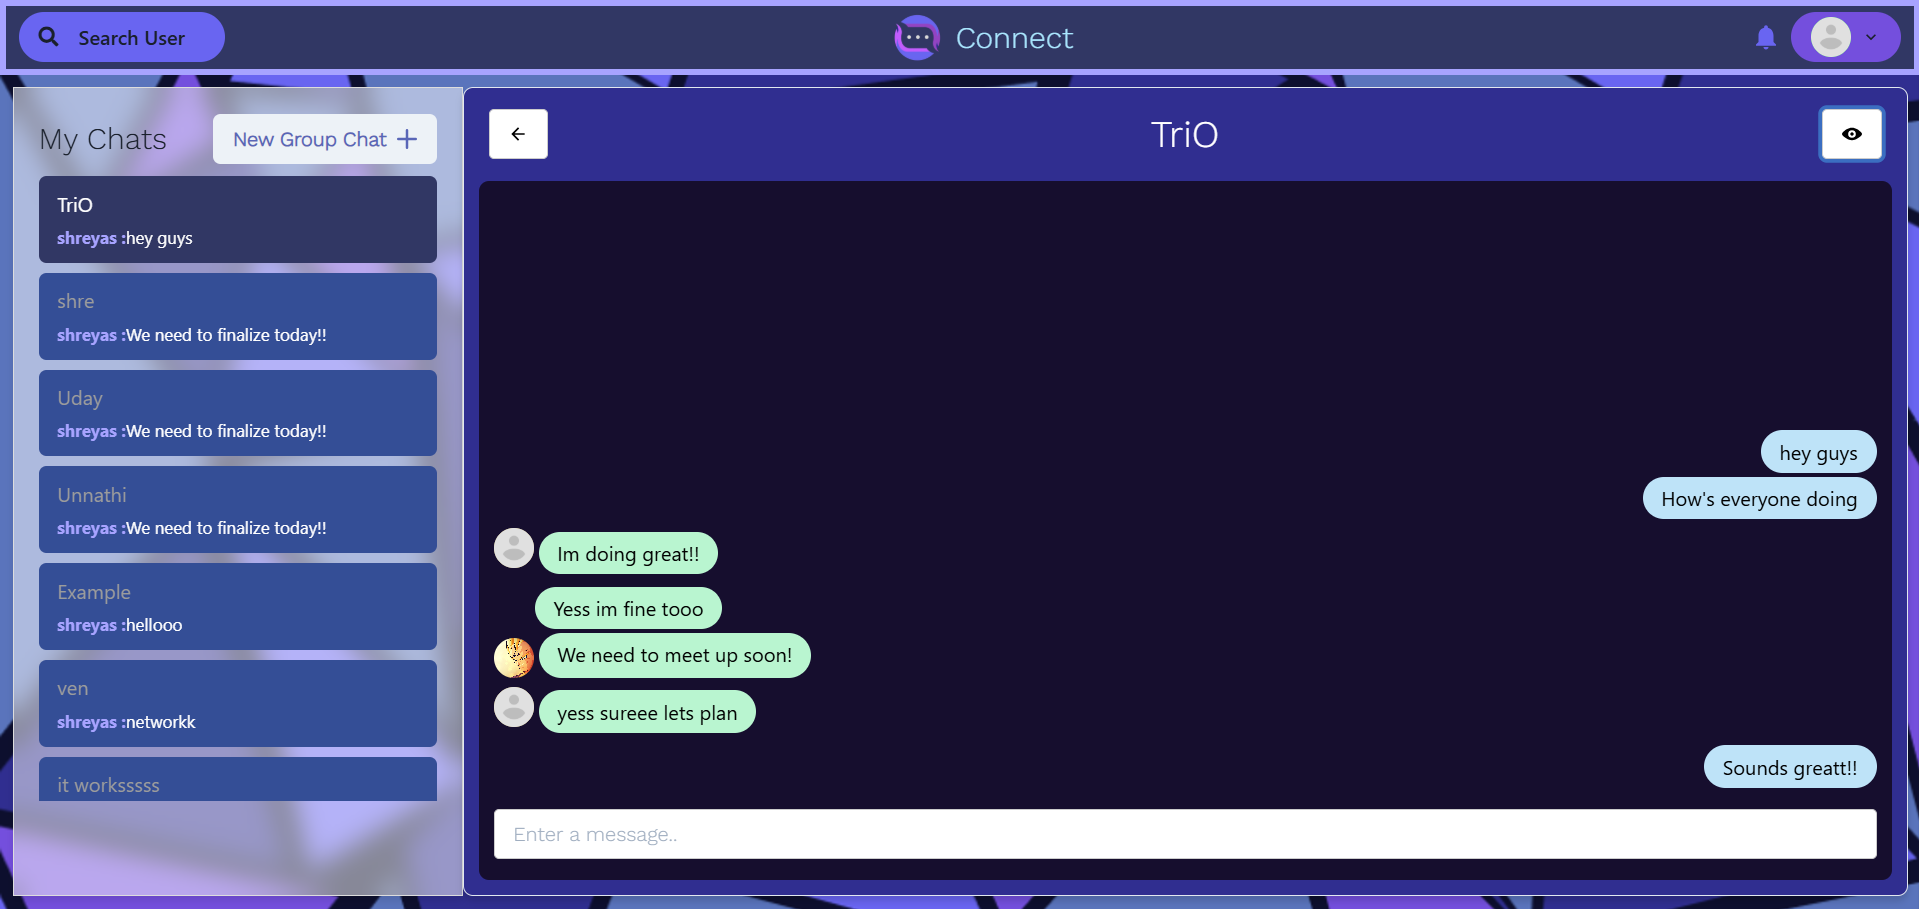 Search User
Connect
My Chats
New Group Chat
TriO
shreyas :hey guys
shre
shreyas :We need to finalize today!!
Uday
shreyas :We need to finalize today!!
Unnathi
shreyas :We need to finalize today!!
Example
shreyas :hellooo
ven
shreyas :networkk
it worksssss
TriO
hey guys
How's everyone doing
Im doing great!!
Yess im fine tooo
We need to meet up soon!
yess sureee lets plan
Sounds greatt!!
Enter a message..